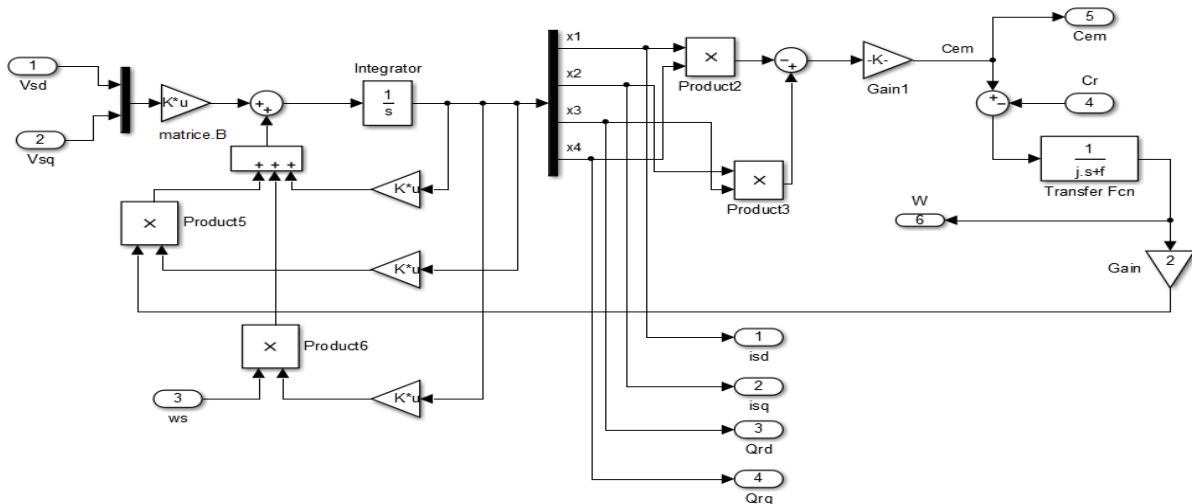 1
Vsd
2
Vsq
K*u
matrice.B
++
Integrator
1
s
+ + +
K*u
×
Product5
K*u
×
Product6
3
ws
K*u
x1
x2
x3
x4
×
Product2
×
Product3
−+
-K-
Gain1
Cem
5
Cem
Cr
4
+−
1
j.s+f
Transfer Fcn
W
6
2
Gain
1
isd
2
isq
3
Qrd
4
Qrq